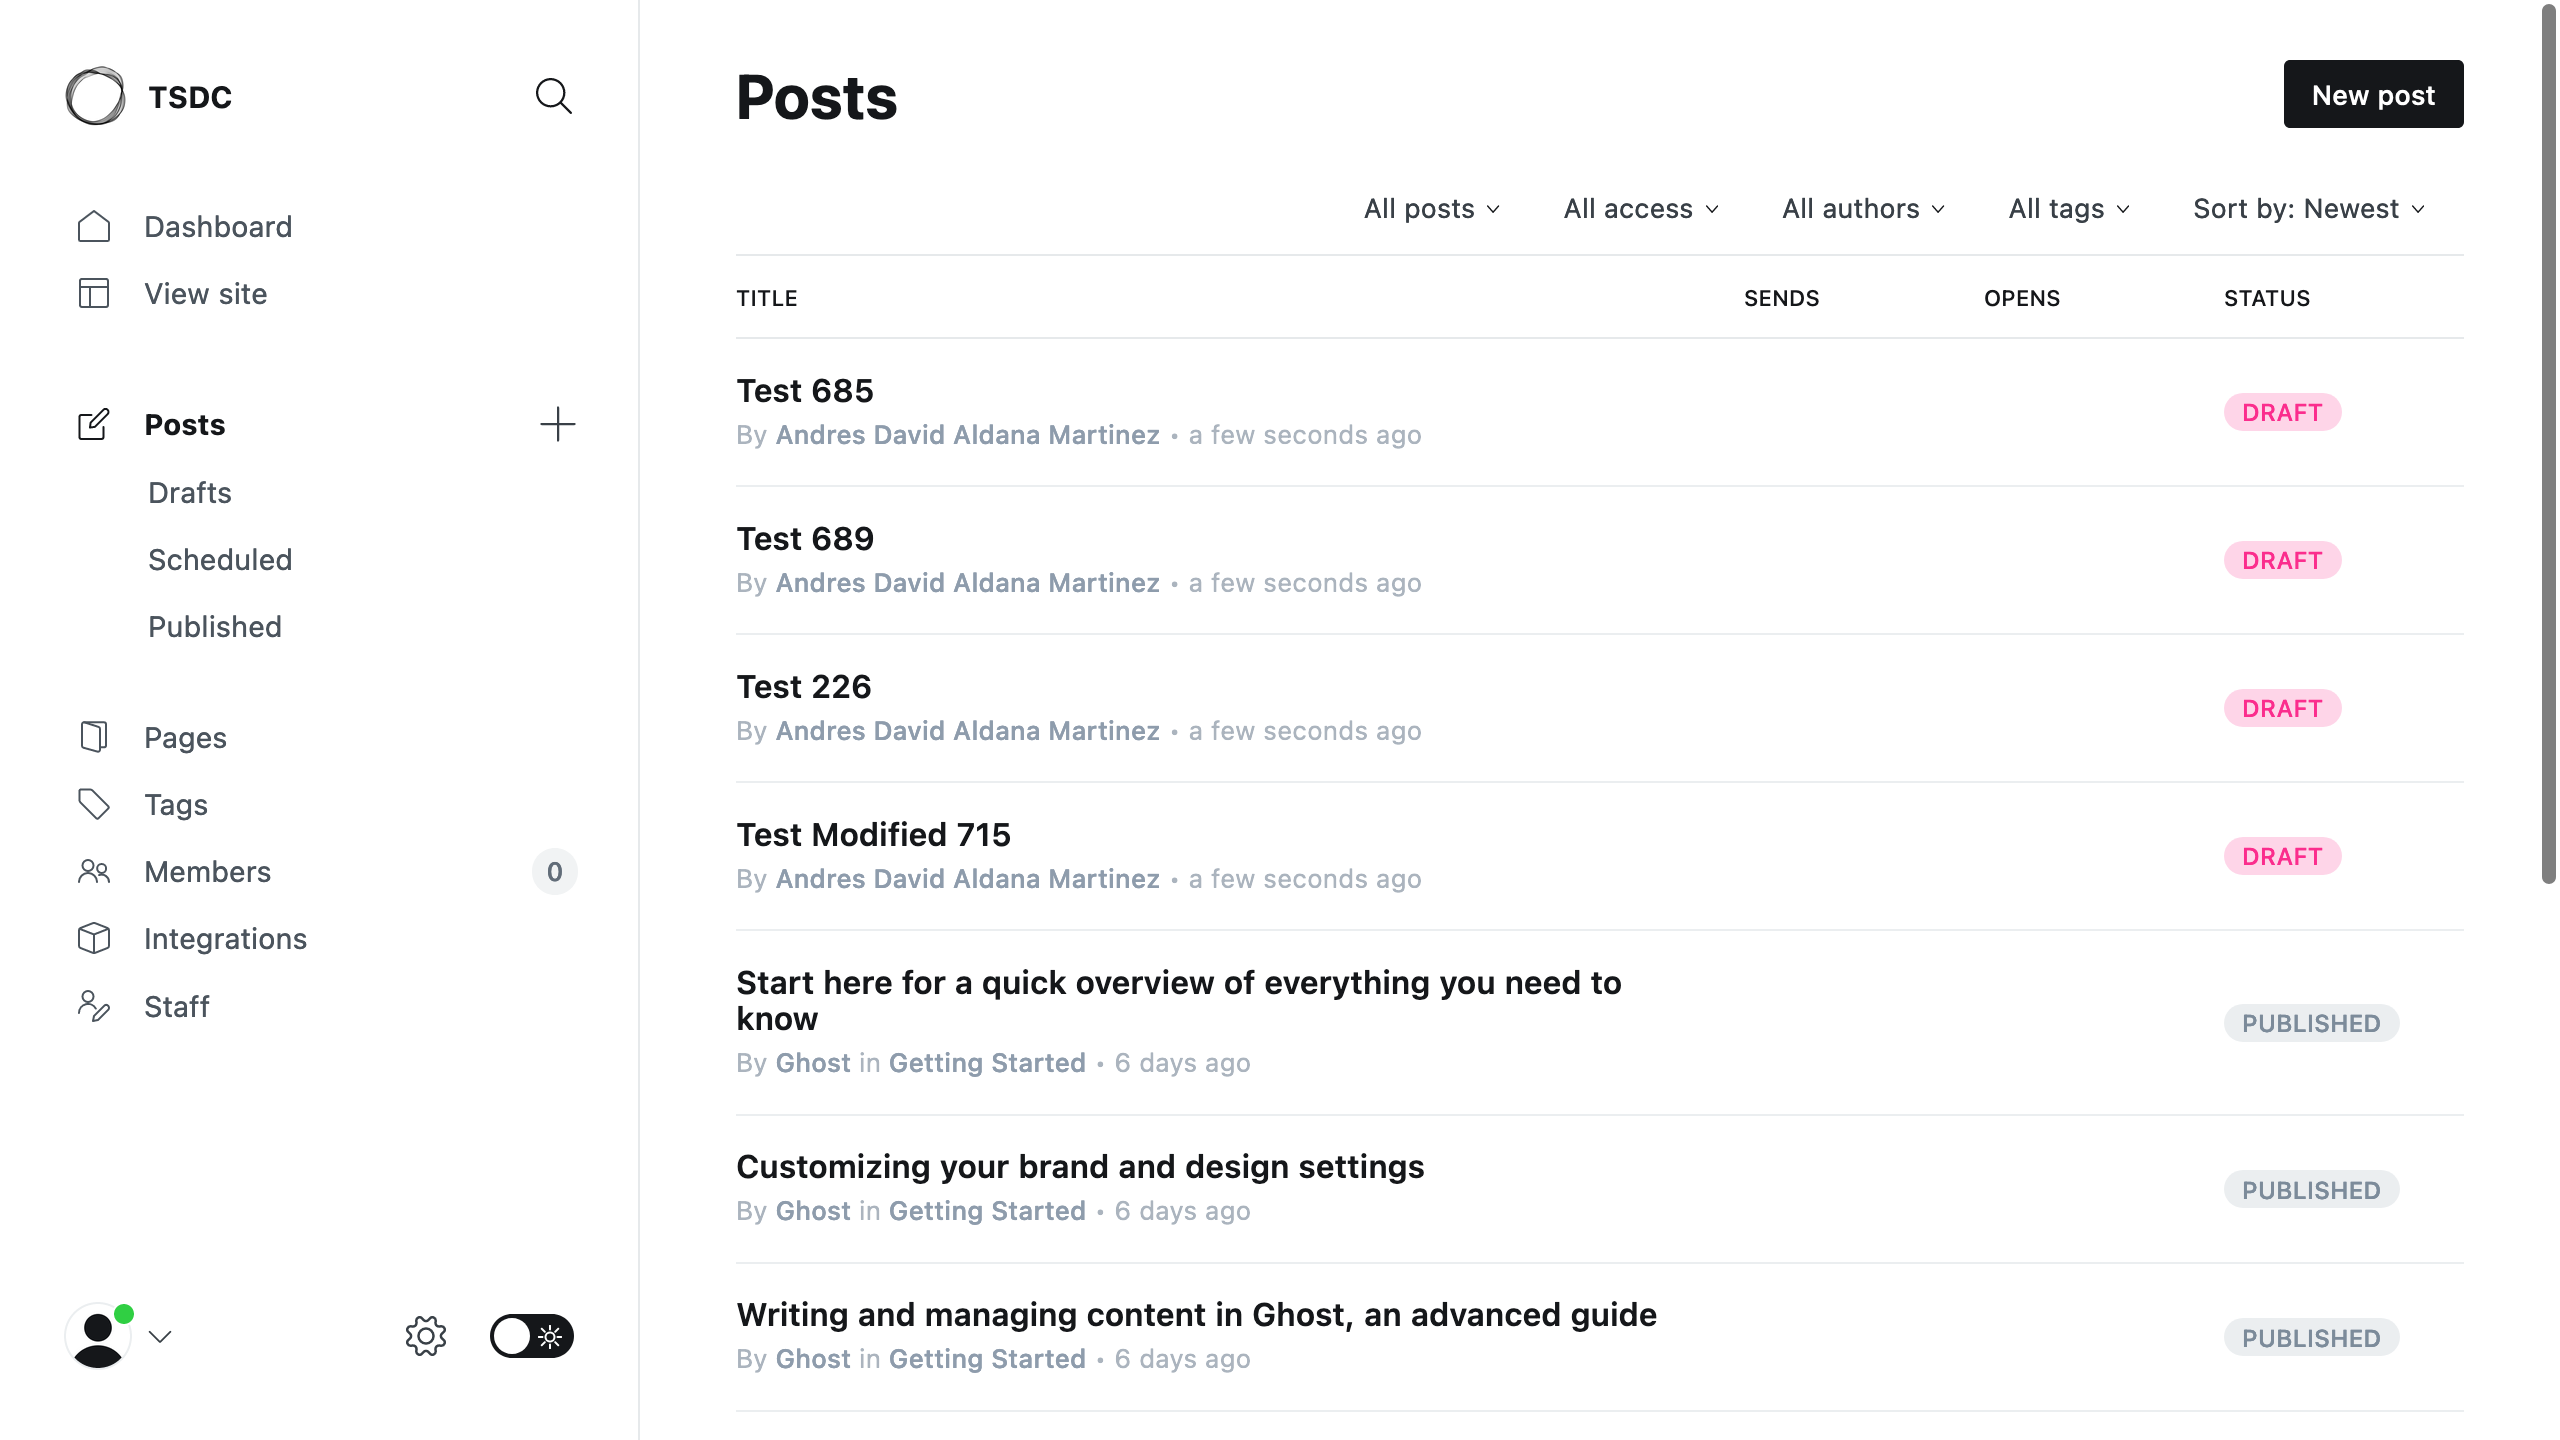 TSDC
Dashboard
View site
Posts
Drafts
Scheduled
Published
Pages
Tags
Members 0
Integrations
Staff
Posts
New post
All posts All access All authors All tags Sort by: Newest
TITLE SENDS OPENS STATUS
Test 685
By Andres David Aldana Martinez • a few seconds ago
DRAFT
Test 689
By Andres David Aldana Martinez • a few seconds ago
DRAFT
Test 226
By Andres David Aldana Martinez • a few seconds ago
DRAFT
Test Modified 715
By Andres David Aldana Martinez • a few seconds ago
DRAFT
Start here for a quick overview of everything you need to
know
By Ghost in Getting Started • 6 days ago
PUBLISHED
Customizing your brand and design settings
By Ghost in Getting Started • 6 days ago
PUBLISHED
Writing and managing content in Ghost, an advanced guide
By Ghost in Getting Started • 6 days ago
PUBLISHED